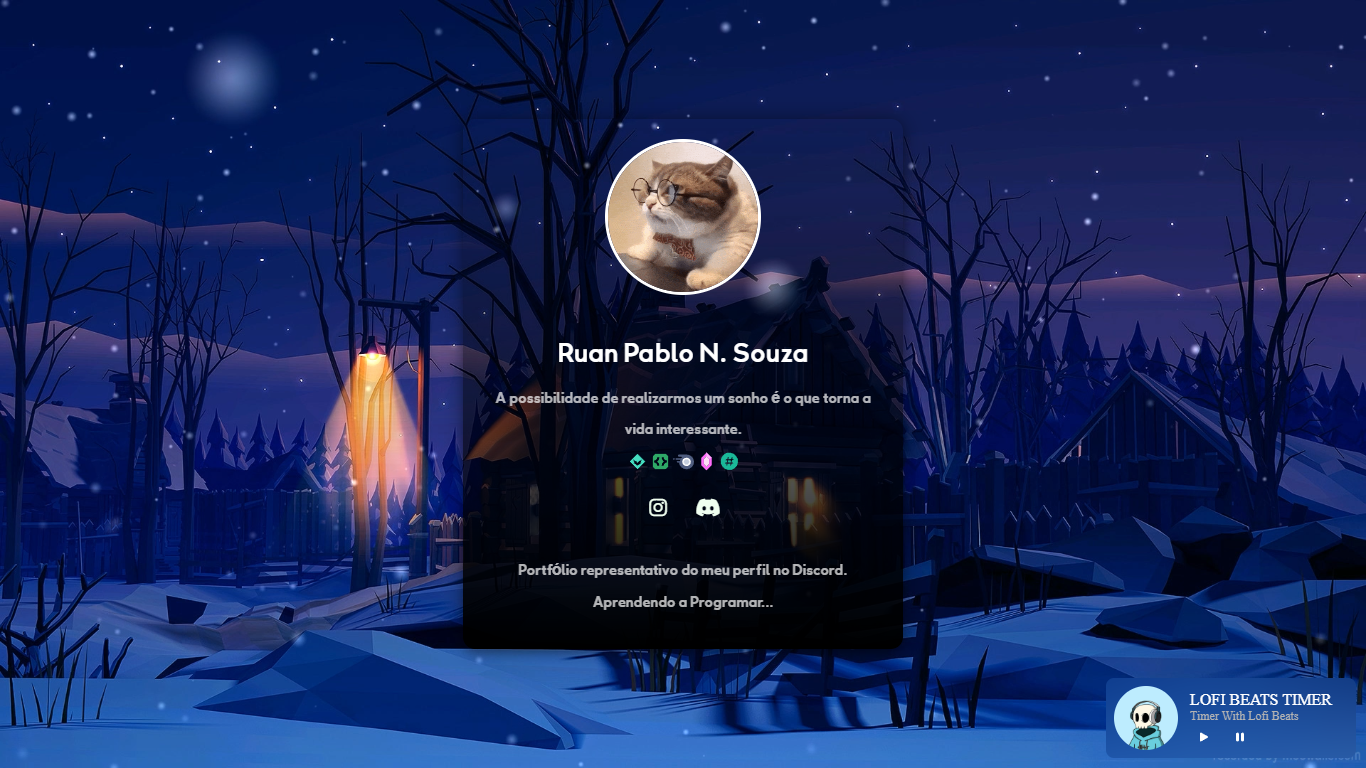 Ruan Pablo N. Souza
A possibilidade de realizarmos um sonho é o que torna a
vida interessante.
Portfólio representativo do meu perfil no Discord.
Aprendendo a Programar...
LOFI BEATS TIMER
Timer With Lofi Beats